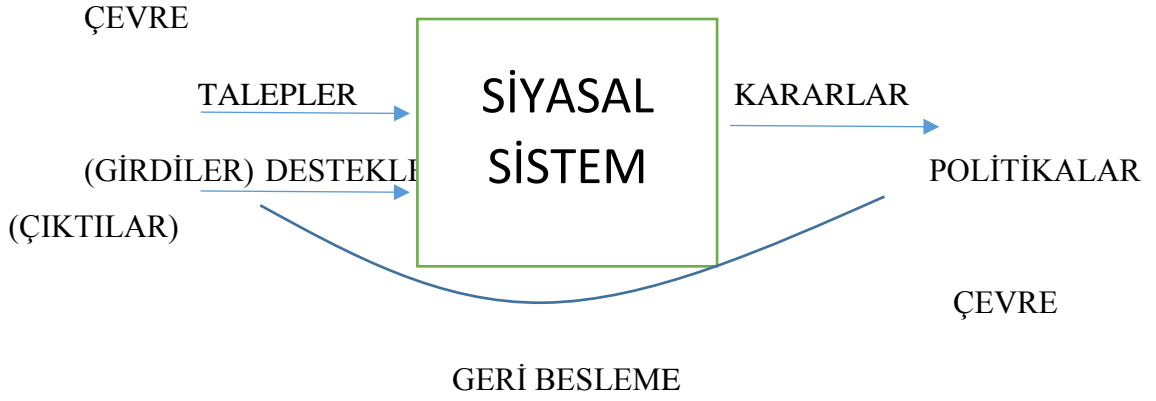 ÇEVRE
TALEPLER
SİYASAL
SİSTEM
KARARLAR
(GİRDİLER) DESTEKLE
POLİTİKALAR
(ÇIKTILAR)
ÇEVRE
GERİ BESLEME